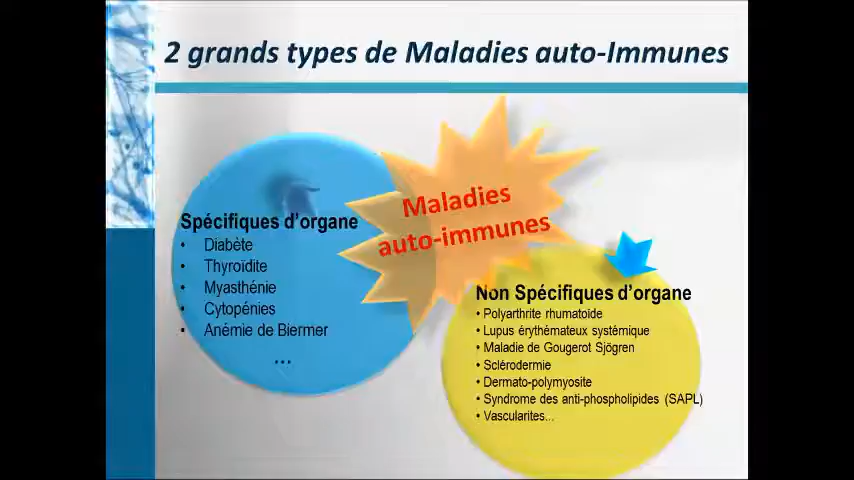 2 grands types de Maladies auto-Immunes
Maladies
auto-immunes
Spécifiques d'organe
• Diabète
• Thyroïdite
• Myasthénie
• Cytopénies
• Anémie de Biermer
...
Non Spécifiques d'organe
• Polyarthrite rhumatoïde
• Lupus érythémateux systémique
• Maladie de Gougerot Sjögren
• Sclérodermie
• Dermato-polymyosite
• Syndrome des anti-phospholipides (SAPL)
• Vascularites...